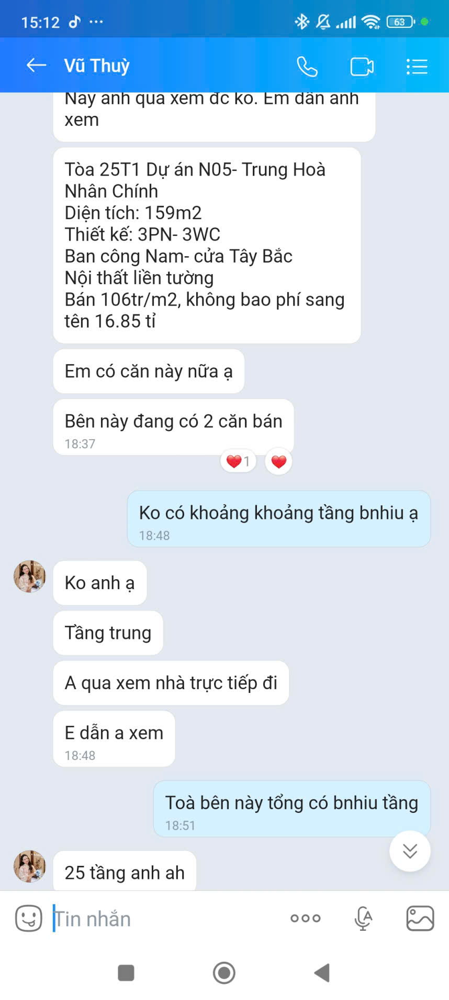 15:12
63
Vũ Thuỳ
Nay anh qua xem đc ko. Em dẫn anh
xem
Tòa 25T1 Dự án N05- Trung Hoà
Nhân Chính
Diện tích: 159m2
Thiết kế: 3PN- 3WC
Ban công Nam- cửa Tây Bắc
Nội thất liền tường
Bán 106tr/m2, không bao phí sang
tên 16.85 tỉ
Em có căn này nữa ạ
Bên này đang có 2 căn bán
18:37
1
Ko có khoảng khoảng tầng bnhiu ạ
18:48
Ko anh ạ
Tầng trung
A qua xem nhà trực tiếp đi
E dẫn a xem
18:48
Toà bên này tổng có bnhiu tầng
18:51
25 tầng anh ah
Tin nhắn